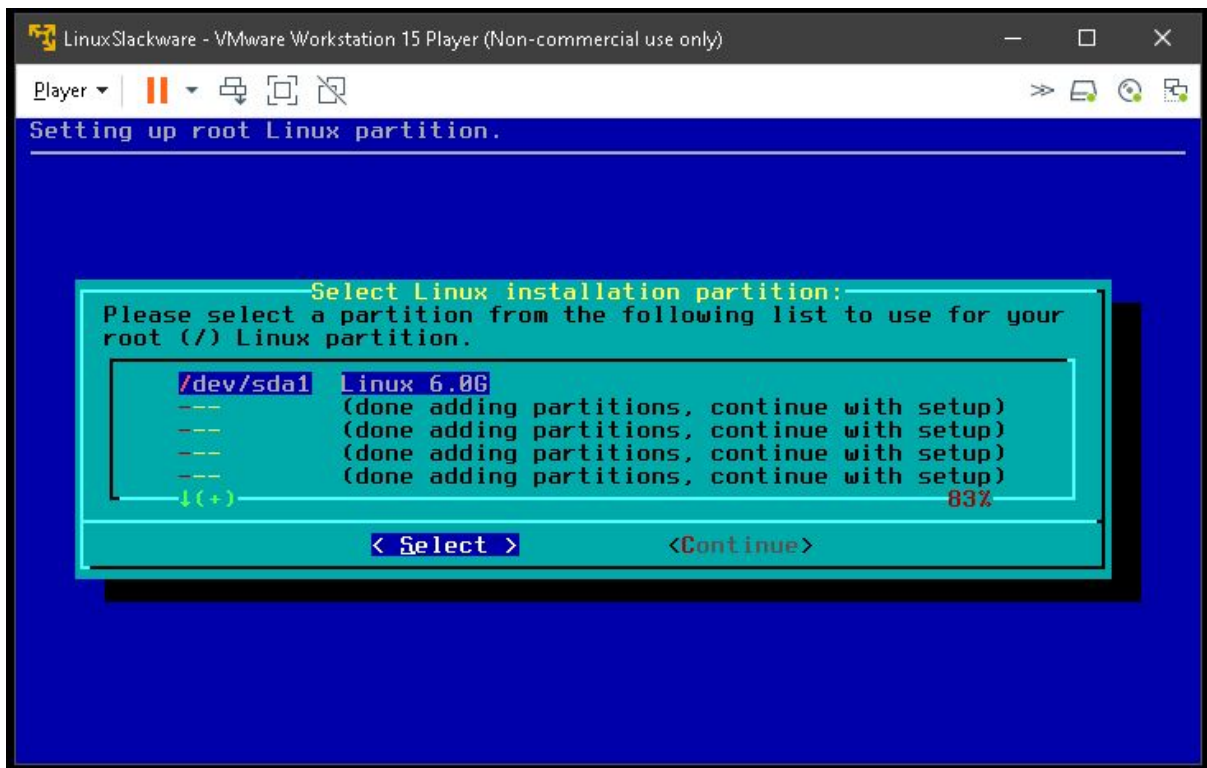 LinuxSlackware - VMware Workstation 15 Player (Non-commercial use only)
Player
Setting up root Linux partition.
Select Linux installation partition:
Please select a partition from the following list to use for your
root (/) Linux partition.
/dev/sda1 Linux 6.0G
--- (done adding partitions, continue with setup)
--- (done adding partitions, continue with setup)
--- (done adding partitions, continue with setup)
--- (done adding partitions, continue with setup)
↓(+) 83%
< Select > <Continue>